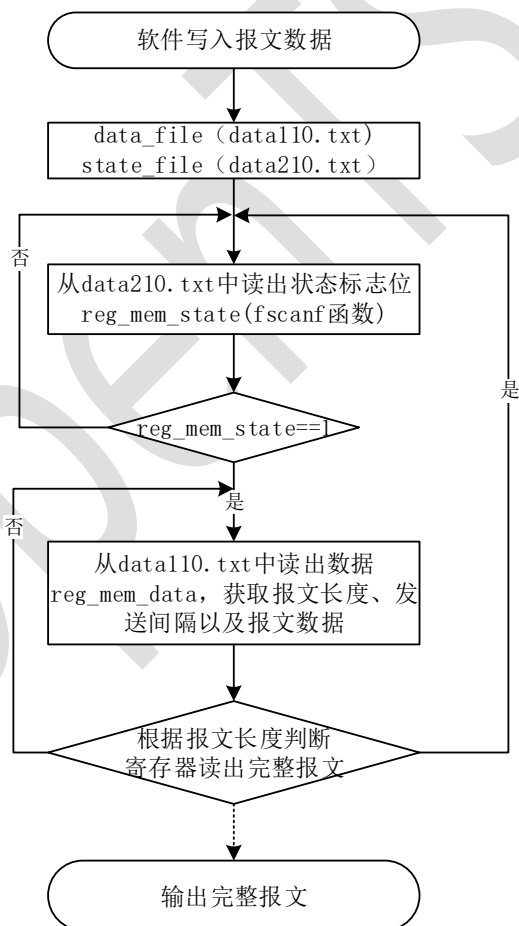 软件写入报文数据
data_file（data110.txt)
state_file（data210.txt）
否
从data210.txt中读出状态标志位
reg_mem_state(fscanf函数)
是
reg_mem_state==1
是
否
从data110.txt中读出数据
reg_mem_data，获取报文长度、发
送间隔以及报文数据
根据报文长度判断
寄存器读出完整报文
输出完整报文